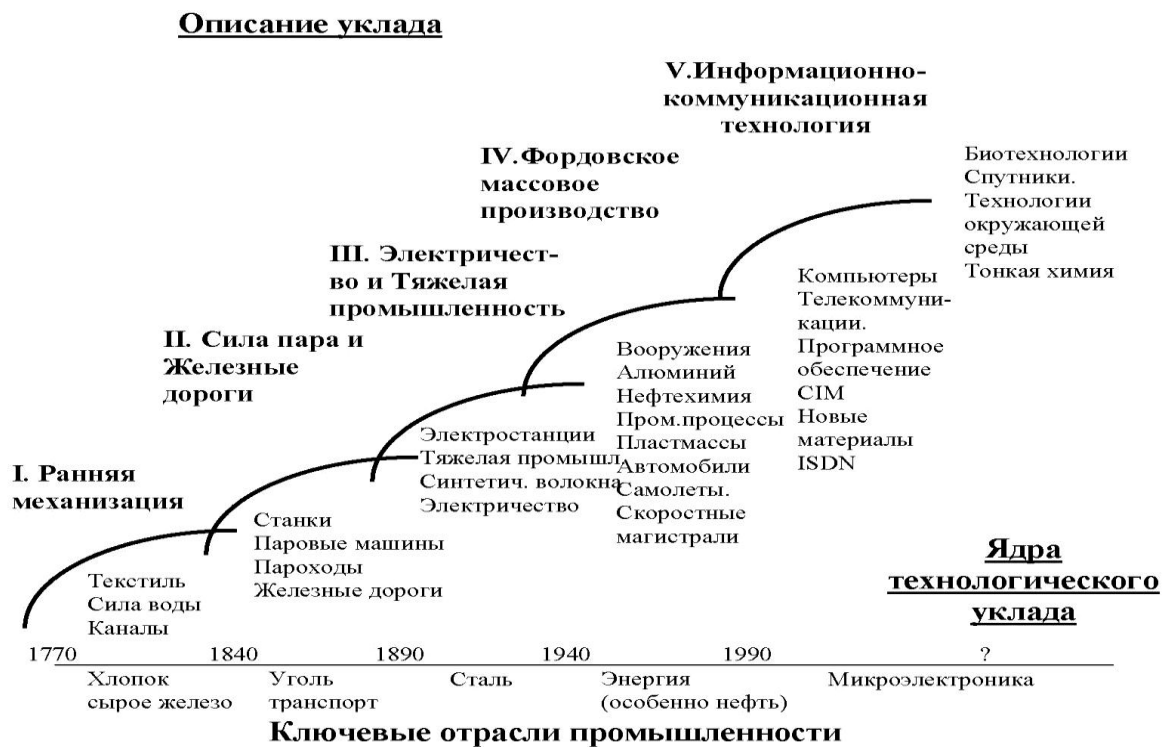 Описание уклада
V.Информационно-
коммуникационная
технология
IV.Фордовское
массовое
производство
Биотехнологии
Спутники.
Технологии
окружающей
среды
Тонкая химия
III. Электричест-
во и Тяжелая
промышленность
Компьютеры
Телекоммуни-
кации.
Программное
обеспечение
CIM
Новые
материалы
ISDN
II. Сила пара и
Железные
дороги
Вооружения
Алюминий
Нефтехимия
Пром.процессы
Пластмассы
Автомобили
Самолеты.
Скоростные
магистрали
Электростанции
Тяжелая промышл.
Синтетич. волокна
Электричество
I. Ранняя
механизация
Станки
Паровые машины
Пароходы
Железные дороги
Текстиль
Сила воды
Каналы
Ядра
технологического
уклада
1770 1840 1890 1940 1990 ?
Хлопок
сырое железо
Уголь
транспорт
Сталь
Энергия
(особенно нефть)
Микроэлектроника
Ключевые отрасли промышленности